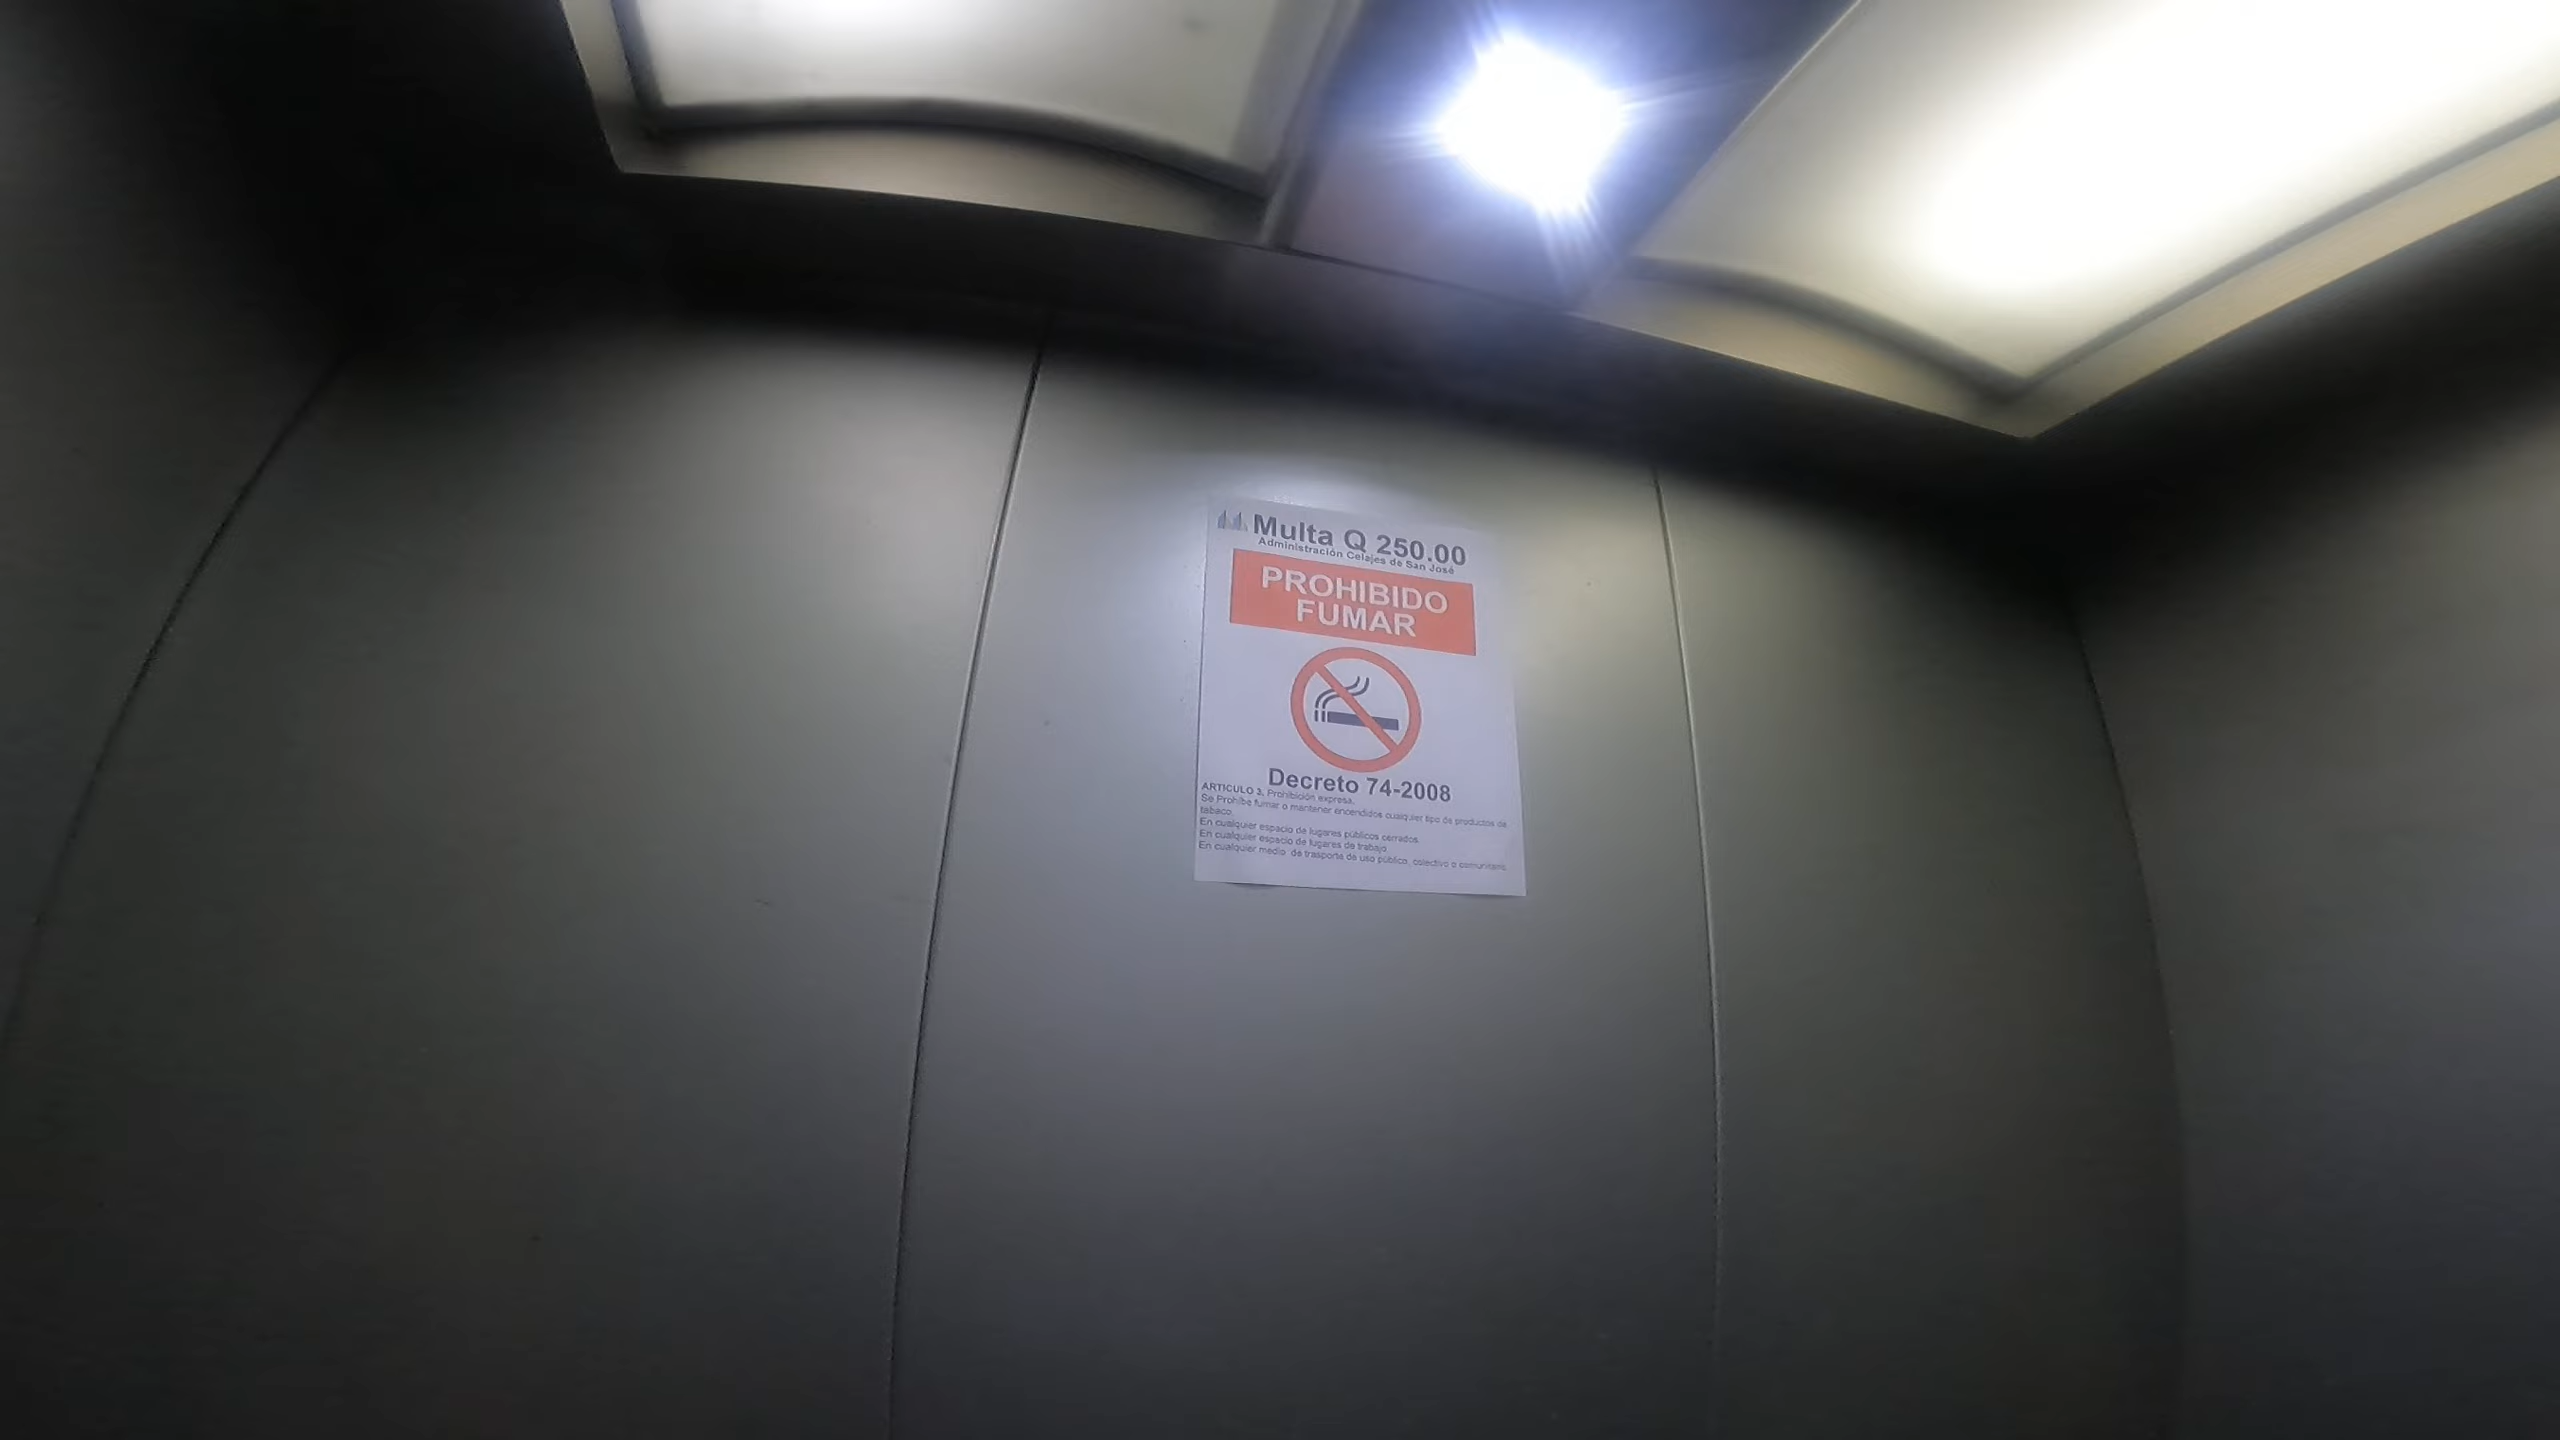 Multa Q 250.00
Administración Celajes de San José
PROHIBIDO
FUMAR
Decreto 74-2008
ARTICULO 3. Prohibición expresa.
Se Prohíbe fumar o mantener encendidos cualquier tipo de productos de
tabaco.
En cualquier espacio de lugares públicos cerrados.
En cualquier espacio de lugares de trabajo
En cualquier medio de trasporte de uso público, colectivo o comunitario.